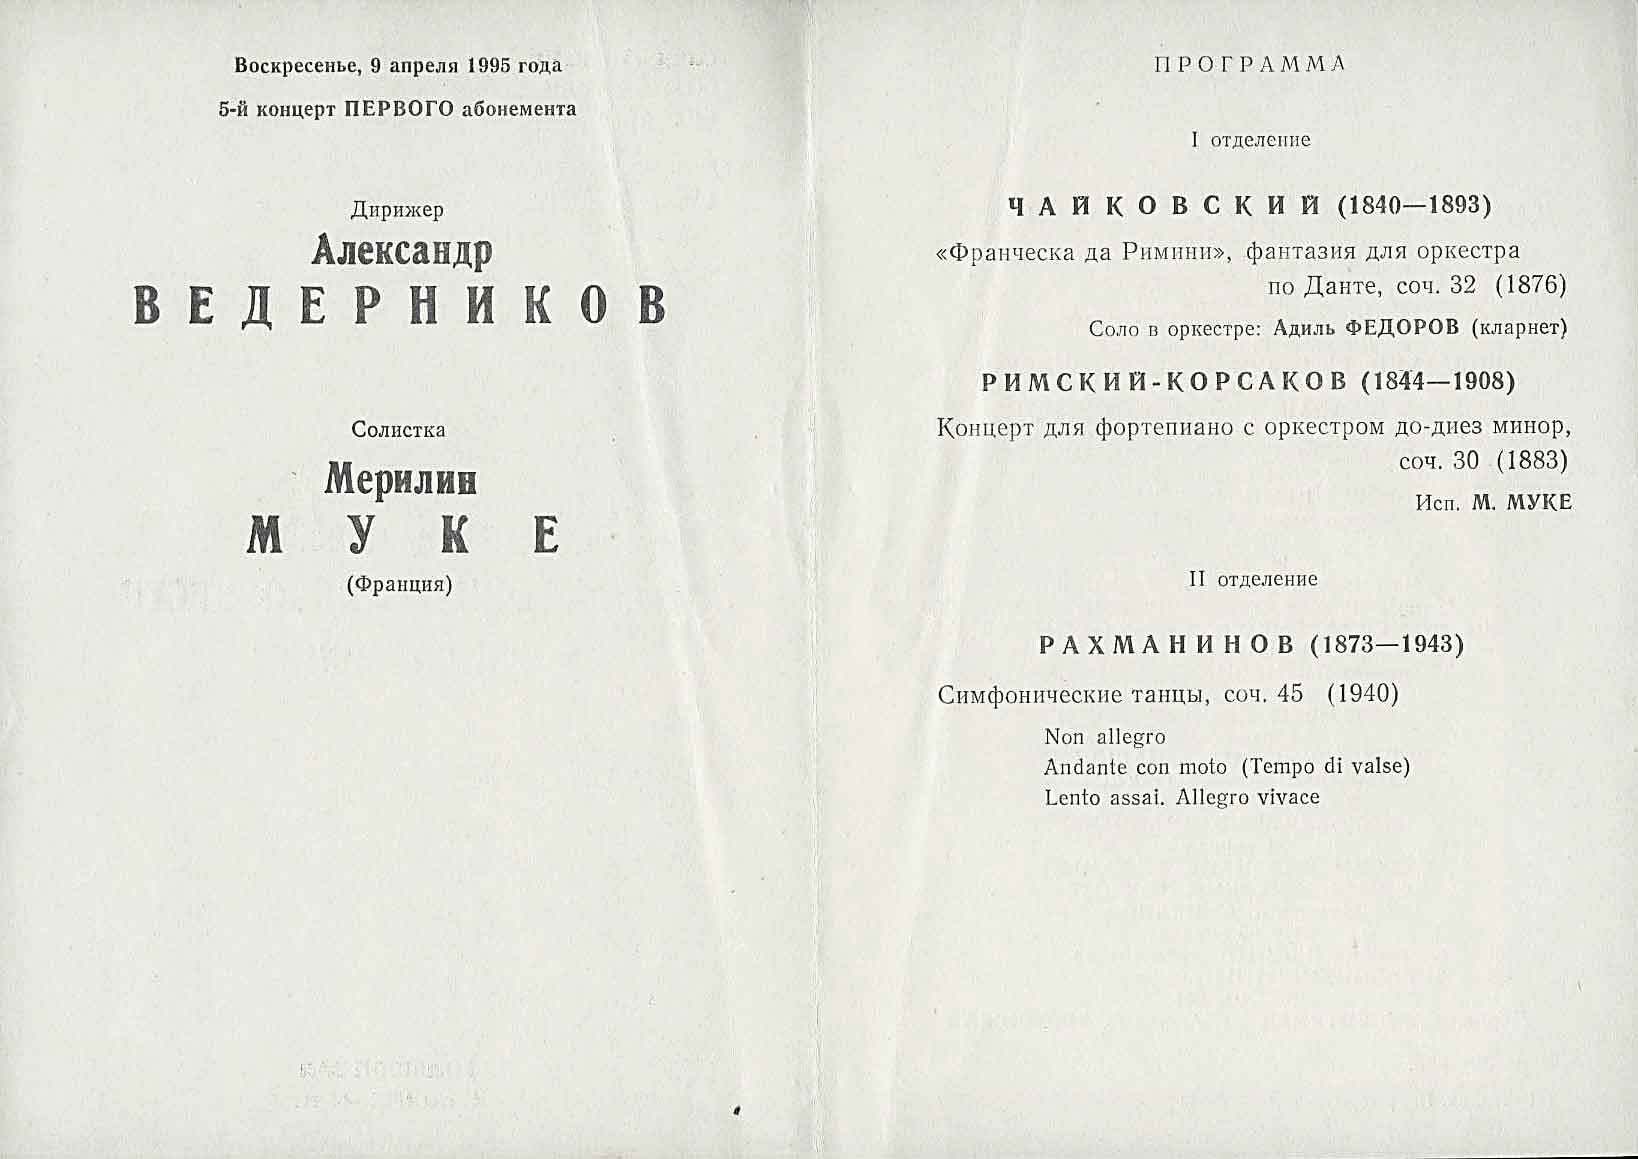 Воскресенье, 9 апреля 1995 года
5-й концерт ПЕРВОГО абонемента
Дирижер
Александр
ВЕДЕРНИКОВ
Солистка
Мерилин
МУКЕ
(Франция)
ПРОГРАММА
I отделение
ЧАЙКОВСКИЙ (1840—1893)
«Франческа да Римини», фантазия для оркестра
по Данте, соч. 32 (1876)
Соло в оркестре: Адиль ФЕДОРОВ (кларнет)
РИМСКИЙ-КОРСАКОВ (1844—1908)
Концерт для фортепиано с оркестром до-диез минор,
соч. 30 (1883)
Исп. М. МУКЕ
II отделение
РАХМАНИНОВ (1873—1943)
Симфонические танцы, соч. 45 (1940)
Non allegro
Andante con moto (Tempo di valse)
Lento assai. Allegro vivace